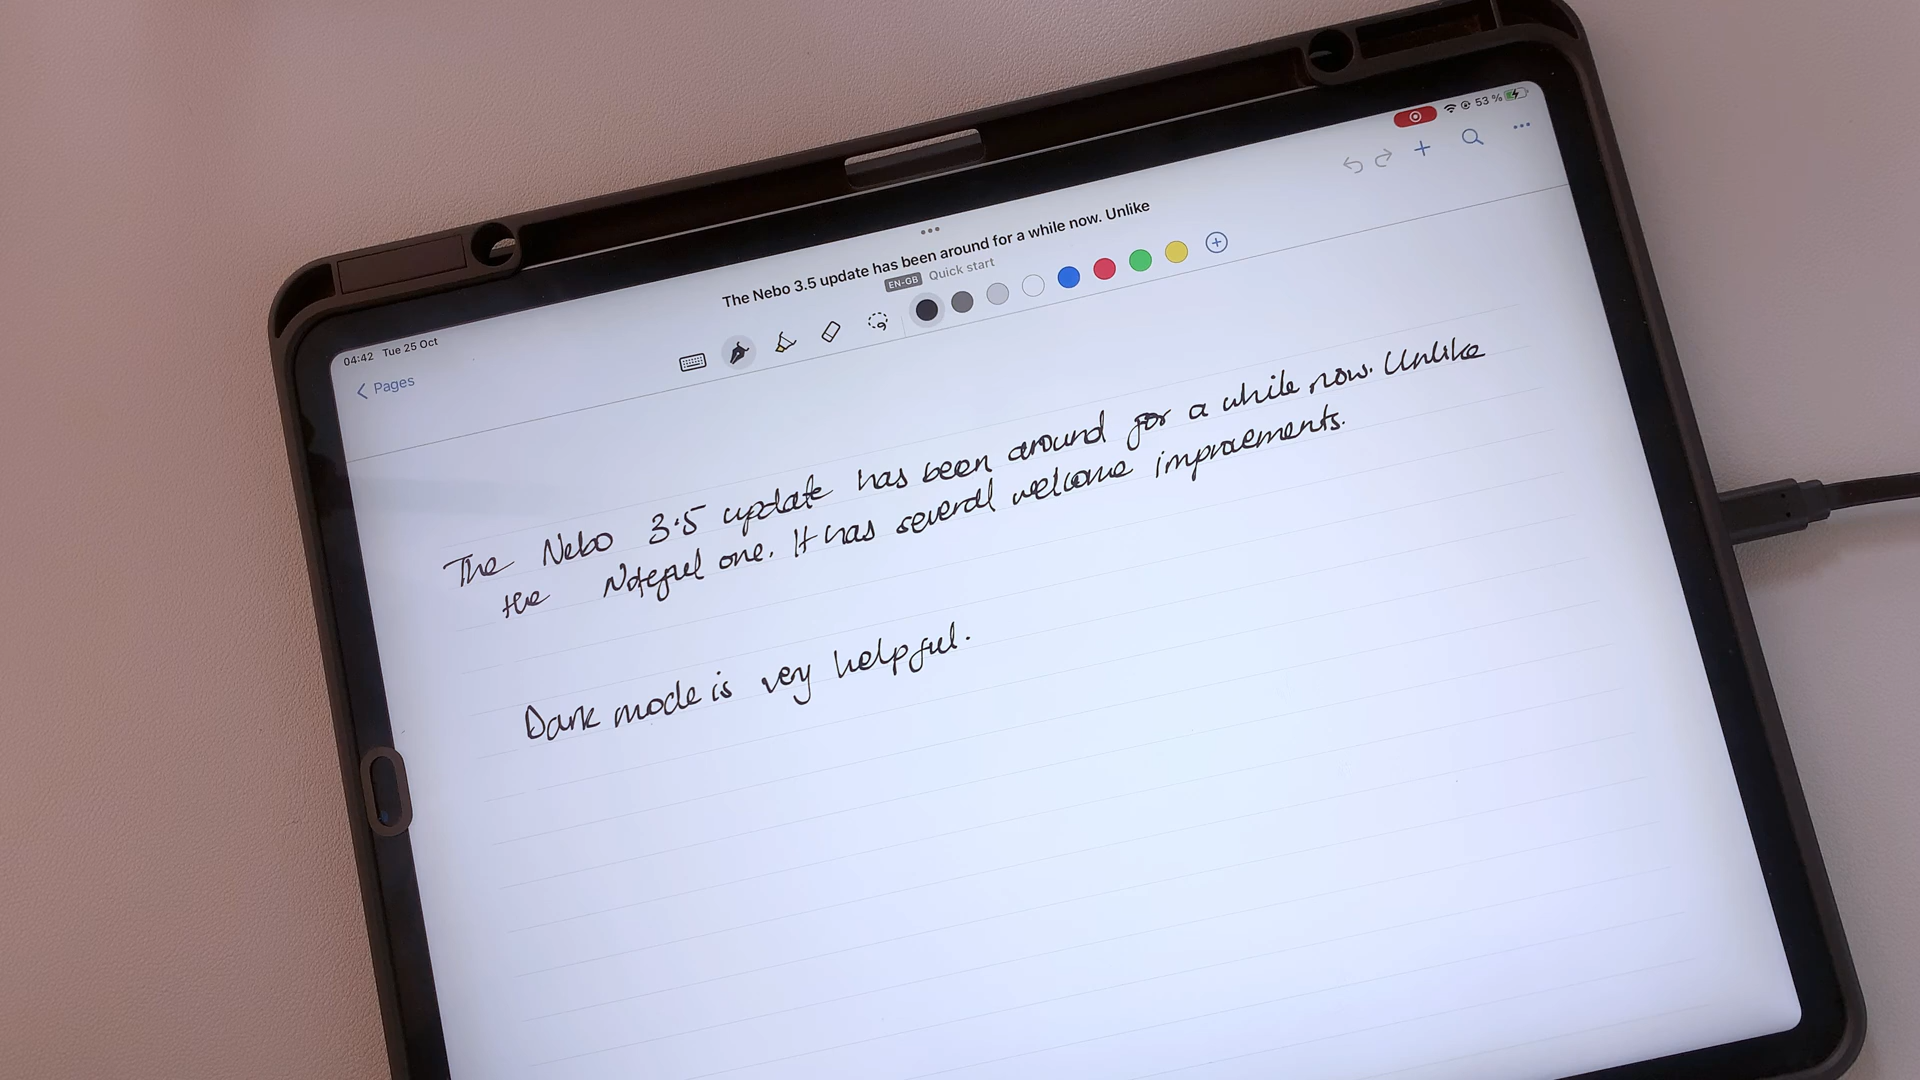 53 %
The Nebo 3.5 update has been around for a while now. Unlike
EN-GB Quick start
04:42 Tue 25 Oct
Pages
The Nebo 3.5 update has been around for a while now. Unlike
the Noteful one. It has several welcome improvements.
Dark mode is very helpful.